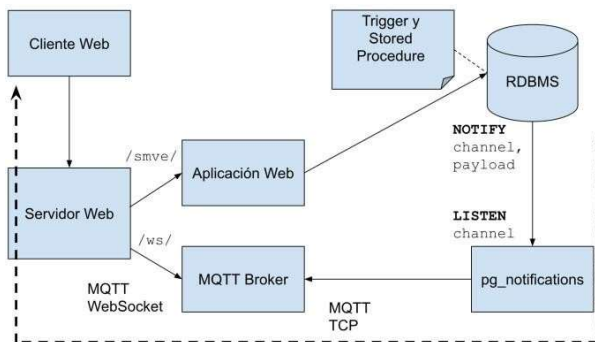 Cliente Web
Trigger y
Stored
Procedure
RDBMS
NOTIFY
channel,
payload
/smve/
Aplicación Web
Servidor Web
/ws/
LISTEN
channel
MQTT
WebSocket
MQTT Broker
MQTT
TCP
pg_notifications